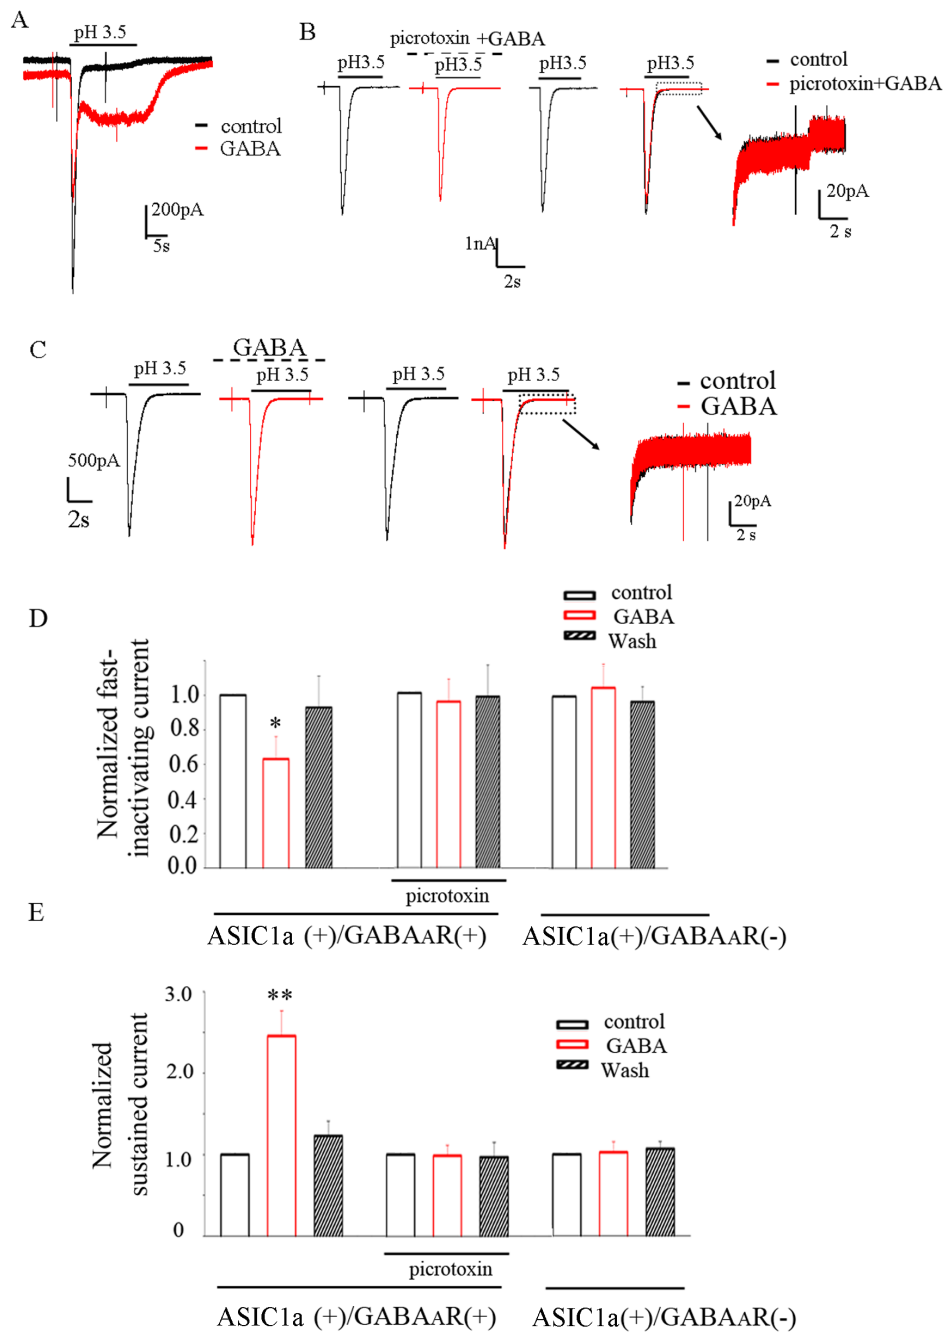 A
pH 3.5
control
GABA
200pA
5s
B
picrotoxin +GABA
pH3.5
pH3.5
pH3.5
pH3.5
control
picrotoxin+GABA
20pA
2 s
1nA
2s
C
GABA
pH 3.5
pH 3.5
pH 3.5
pH 3.5
control
GABA
500pA
2s
20pA
2 s
D
control
GABA
Wash
Normalized fast-
inactivating current
1.0
0.8
0.6
0.4
0.2
0.0
*
picrotoxin
ASIC1a (+)/GABAAR(+)
ASIC1a(+)/GABAAR(-)
E
3.0
2.0
1.0
0
**
control
GABA
Wash
Normalized
sustained current
picrotoxin
ASIC1a (+)/GABAAR(+)
ASIC1a(+)/GABAAR(-)